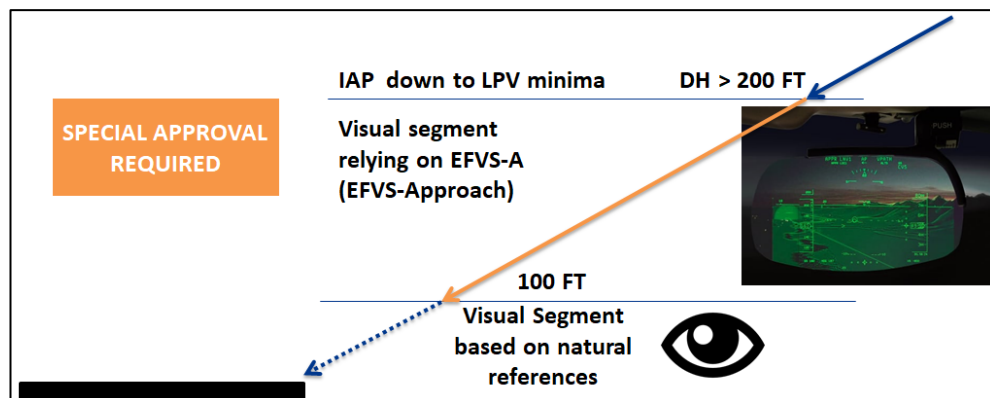 IAP down to LPV minima
DH > 200 FT
SPECIAL APPROVAL
REQUIRED
Visual segment
relying on EFVS-A
(EFVS-Approach)
PUSH
100 FT
Visual Segment
based on natural
references